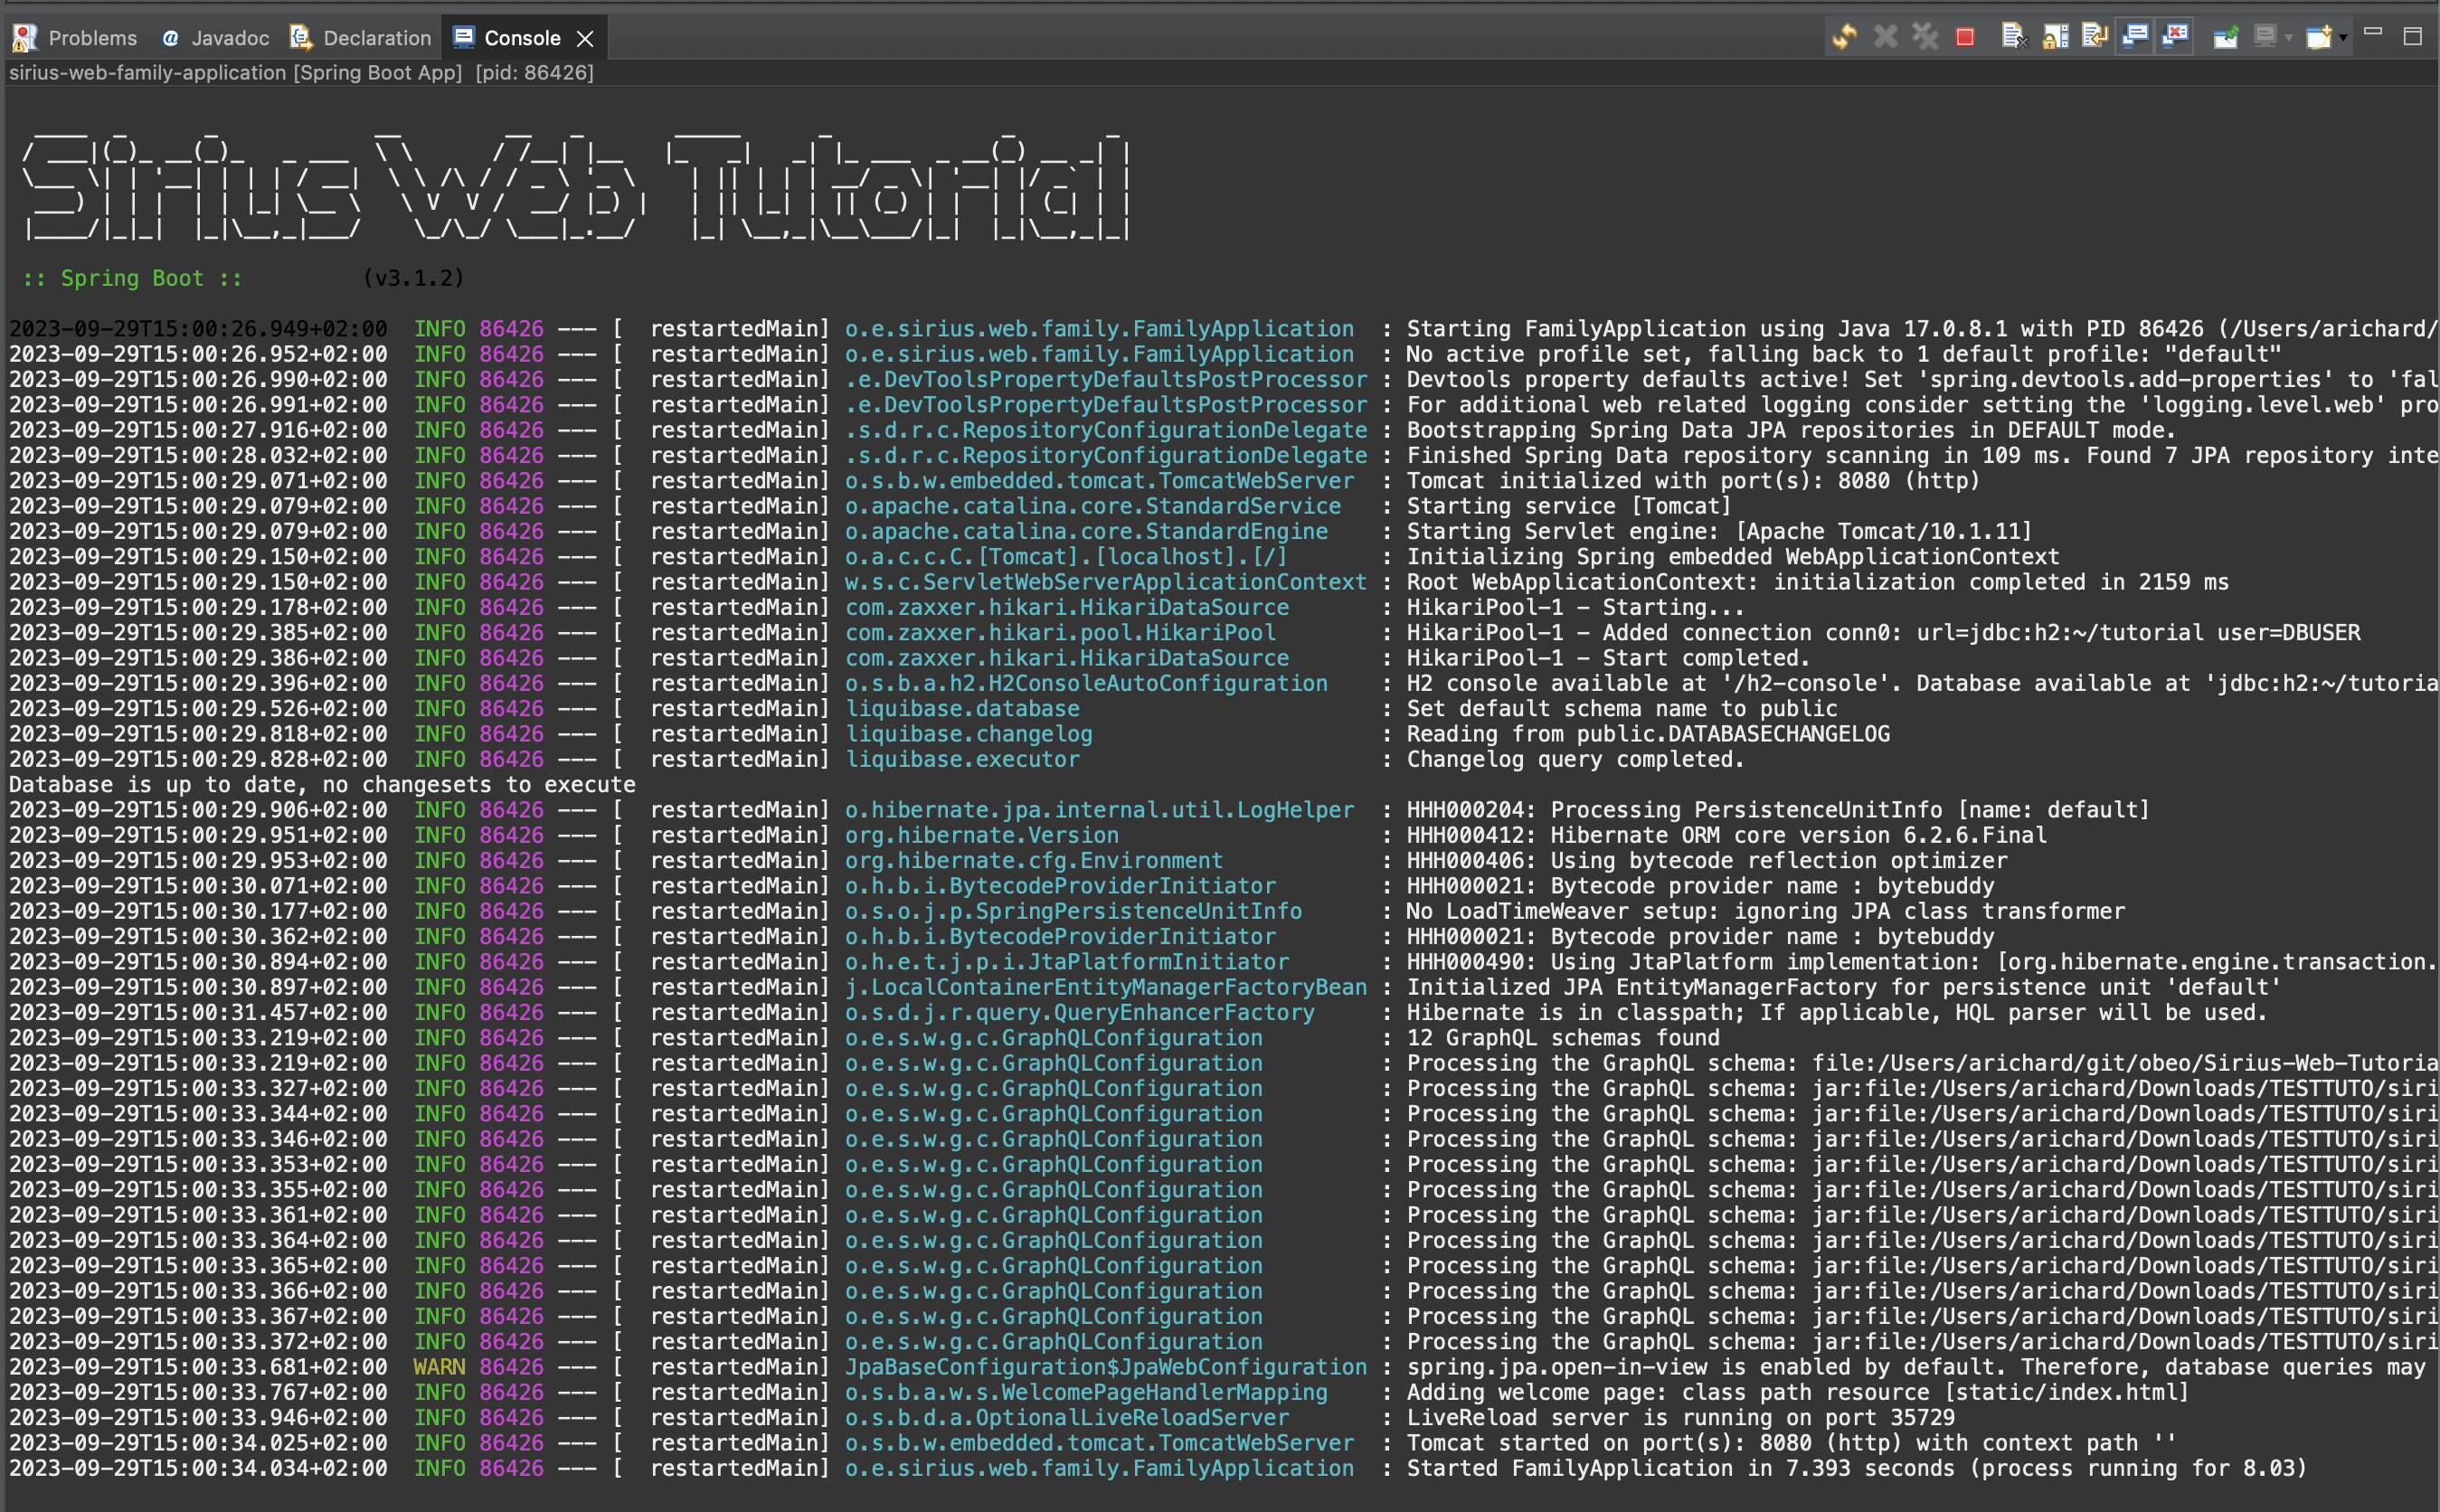 Problems Javadoc Declaration Console
sirius-web-family-application [Spring Boot App] [pid: 86426]
Sirius Web Tutorial
:: Spring Boot :: (v3.1.2)
2023-09-29T15:00:26.949+02:00 INFO 86426 --- [ restartedMain] o.e.sirius.web.family.FamilyApplication : Starting FamilyApplication using Java 17.0.8.1 with PID 86426 (/Users/arichard/
2023-09-29T15:00:26.952+02:00 INFO 86426 --- [ restartedMain] o.e.sirius.web.family.FamilyApplication : No active profile set, falling back to 1 default profile: "default"
2023-09-29T15:00:26.990+02:00 INFO 86426 --- [ restartedMain] .e.DevToolsPropertyDefaultsPostProcessor : Devtools property defaults active! Set 'spring.devtools.add-properties' to 'fal
2023-09-29T15:00:26.991+02:00 INFO 86426 --- [ restartedMain] .e.DevToolsPropertyDefaultsPostProcessor : For additional web related logging consider setting the 'logging.level.web' pro
2023-09-29T15:00:27.916+02:00 INFO 86426 --- [ restartedMain] .s.d.r.c.RepositoryConfigurationDelegate : Bootstrapping Spring Data JPA repositories in DEFAULT mode.
2023-09-29T15:00:28.032+02:00 INFO 86426 --- [ restartedMain] .s.d.r.c.RepositoryConfigurationDelegate : Finished Spring Data repository scanning in 109 ms. Found 7 JPA repository inte
2023-09-29T15:00:29.071+02:00 INFO 86426 --- [ restartedMain] o.s.b.w.embedded.tomcat.TomcatWebServer : Tomcat initialized with port(s): 8080 (http)
2023-09-29T15:00:29.079+02:00 INFO 86426 --- [ restartedMain] o.apache.catalina.core.StandardService : Starting service [Tomcat]
2023-09-29T15:00:29.079+02:00 INFO 86426 --- [ restartedMain] o.apache.catalina.core.StandardEngine : Starting Servlet engine: [Apache Tomcat/10.1.11]
2023-09-29T15:00:29.150+02:00 INFO 86426 --- [ restartedMain] o.a.c.c.C.[Tomcat].[localhost].[/] : Initializing Spring embedded WebApplicationContext
2023-09-29T15:00:29.150+02:00 INFO 86426 --- [ restartedMain] w.s.c.ServletWebServerApplicationContext : Root WebApplicationContext: initialization completed in 2159 ms
2023-09-29T15:00:29.178+02:00 INFO 86426 --- [ restartedMain] com.zaxxer.hikari.HikariDataSource : HikariPool-1 - Starting...
2023-09-29T15:00:29.385+02:00 INFO 86426 --- [ restartedMain] com.zaxxer.hikari.pool.HikariPool : HikariPool-1 - Added connection conn0: url=jdbc:h2:~/tutorial user=DBUSER
2023-09-29T15:00:29.386+02:00 INFO 86426 --- [ restartedMain] com.zaxxer.hikari.HikariDataSource : HikariPool-1 - Start completed.
2023-09-29T15:00:29.396+02:00 INFO 86426 --- [ restartedMain] o.s.b.a.h2.H2ConsoleAutoConfiguration : H2 console available at '/h2-console'. Database available at 'jdbc:h2:~/tutoria
2023-09-29T15:00:29.526+02:00 INFO 86426 --- [ restartedMain] liquibase.database : Set default schema name to public
2023-09-29T15:00:29.818+02:00 INFO 86426 --- [ restartedMain] liquibase.changelog : Reading from public.DATABASECHANGELOG
2023-09-29T15:00:29.828+02:00 INFO 86426 --- [ restartedMain] liquibase.executor : Changelog query completed.
Database is up to date, no changesets to execute
2023-09-29T15:00:29.906+02:00 INFO 86426 --- [ restartedMain] o.hibernate.jpa.internal.util.LogHelper : HHH000204: Processing PersistenceUnitInfo [name: default]
2023-09-29T15:00:29.951+02:00 INFO 86426 --- [ restartedMain] org.hibernate.Version : HHH000412: Hibernate ORM core version 6.2.6.Final
2023-09-29T15:00:29.953+02:00 INFO 86426 --- [ restartedMain] org.hibernate.cfg.Environment : HHH000406: Using bytecode reflection optimizer
2023-09-29T15:00:30.071+02:00 INFO 86426 --- [ restartedMain] o.h.b.i.BytecodeProviderInitiator : HHH000021: Bytecode provider name : bytebuddy
2023-09-29T15:00:30.177+02:00 INFO 86426 --- [ restartedMain] o.s.o.j.p.SpringPersistenceUnitInfo : No LoadTimeWeaver setup: ignoring JPA class transformer
2023-09-29T15:00:30.362+02:00 INFO 86426 --- [ restartedMain] o.h.b.i.BytecodeProviderInitiator : HHH000021: Bytecode provider name : bytebuddy
2023-09-29T15:00:30.894+02:00 INFO 86426 --- [ restartedMain] o.h.e.t.j.p.i.JtaPlatformInitiator : HHH000490: Using JtaPlatform implementation: [org.hibernate.engine.transaction.
2023-09-29T15:00:30.897+02:00 INFO 86426 --- [ restartedMain] j.LocalContainerEntityManagerFactoryBean : Initialized JPA EntityManagerFactory for persistence unit 'default'
2023-09-29T15:00:31.457+02:00 INFO 86426 --- [ restartedMain] o.s.d.j.r.query.QueryEnhancerFactory : Hibernate is in classpath; If applicable, HQL parser will be used.
2023-09-29T15:00:33.219+02:00 INFO 86426 --- [ restartedMain] o.e.s.w.g.c.GraphQLConfiguration : 12 GraphQL schemas found
2023-09-29T15:00:33.219+02:00 INFO 86426 --- [ restartedMain] o.e.s.w.g.c.GraphQLConfiguration : Processing the GraphQL schema: file:/Users/arichard/git/obeo/Sirius-Web-Tutoria
2023-09-29T15:00:33.327+02:00 INFO 86426 --- [ restartedMain] o.e.s.w.g.c.GraphQLConfiguration : Processing the GraphQL schema: jar:file:/Users/arichard/Downloads/TESTTUTO/siri
2023-09-29T15:00:33.344+02:00 INFO 86426 --- [ restartedMain] o.e.s.w.g.c.GraphQLConfiguration : Processing the GraphQL schema: jar:file:/Users/arichard/Downloads/TESTTUTO/siri
2023-09-29T15:00:33.346+02:00 INFO 86426 --- [ restartedMain] o.e.s.w.g.c.GraphQLConfiguration : Processing the GraphQL schema: jar:file:/Users/arichard/Downloads/TESTTUTO/siri
2023-09-29T15:00:33.353+02:00 INFO 86426 --- [ restartedMain] o.e.s.w.g.c.GraphQLConfiguration : Processing the GraphQL schema: jar:file:/Users/arichard/Downloads/TESTTUTO/siri
2023-09-29T15:00:33.355+02:00 INFO 86426 --- [ restartedMain] o.e.s.w.g.c.GraphQLConfiguration : Processing the GraphQL schema: jar:file:/Users/arichard/Downloads/TESTTUTO/siri
2023-09-29T15:00:33.361+02:00 INFO 86426 --- [ restartedMain] o.e.s.w.g.c.GraphQLConfiguration : Processing the GraphQL schema: jar:file:/Users/arichard/Downloads/TESTTUTO/siri
2023-09-29T15:00:33.364+02:00 INFO 86426 --- [ restartedMain] o.e.s.w.g.c.GraphQLConfiguration : Processing the GraphQL schema: jar:file:/Users/arichard/Downloads/TESTTUTO/siri
2023-09-29T15:00:33.365+02:00 INFO 86426 --- [ restartedMain] o.e.s.w.g.c.GraphQLConfiguration : Processing the GraphQL schema: jar:file:/Users/arichard/Downloads/TESTTUTO/siri
2023-09-29T15:00:33.366+02:00 INFO 86426 --- [ restartedMain] o.e.s.w.g.c.GraphQLConfiguration : Processing the GraphQL schema: jar:file:/Users/arichard/Downloads/TESTTUTO/siri
2023-09-29T15:00:33.367+02:00 INFO 86426 --- [ restartedMain] o.e.s.w.g.c.GraphQLConfiguration : Processing the GraphQL schema: jar:file:/Users/arichard/Downloads/TESTTUTO/siri
2023-09-29T15:00:33.372+02:00 INFO 86426 --- [ restartedMain] o.e.s.w.g.c.GraphQLConfiguration : Processing the GraphQL schema: jar:file:/Users/arichard/Downloads/TESTTUTO/siri
2023-09-29T15:00:33.681+02:00 WARN 86426 --- [ restartedMain] JpaBaseConfiguration$JpaWebConfiguration : spring.jpa.open-in-view is enabled by default. Therefore, database queries may
2023-09-29T15:00:33.767+02:00 INFO 86426 --- [ restartedMain] o.s.b.a.w.s.WelcomePageHandlerMapping : Adding welcome page: class path resource [static/index.html]
2023-09-29T15:00:33.946+02:00 INFO 86426 --- [ restartedMain] o.s.b.d.a.OptionalLiveReloadServer : LiveReload server is running on port 35729
2023-09-29T15:00:34.025+02:00 INFO 86426 --- [ restartedMain] o.s.b.w.embedded.tomcat.TomcatWebServer : Tomcat started on port(s): 8080 (http) with context path ''
2023-09-29T15:00:34.034+02:00 INFO 86426 --- [ restartedMain] o.e.sirius.web.family.FamilyApplication : Started FamilyApplication in 7.393 seconds (process running for 8.03)